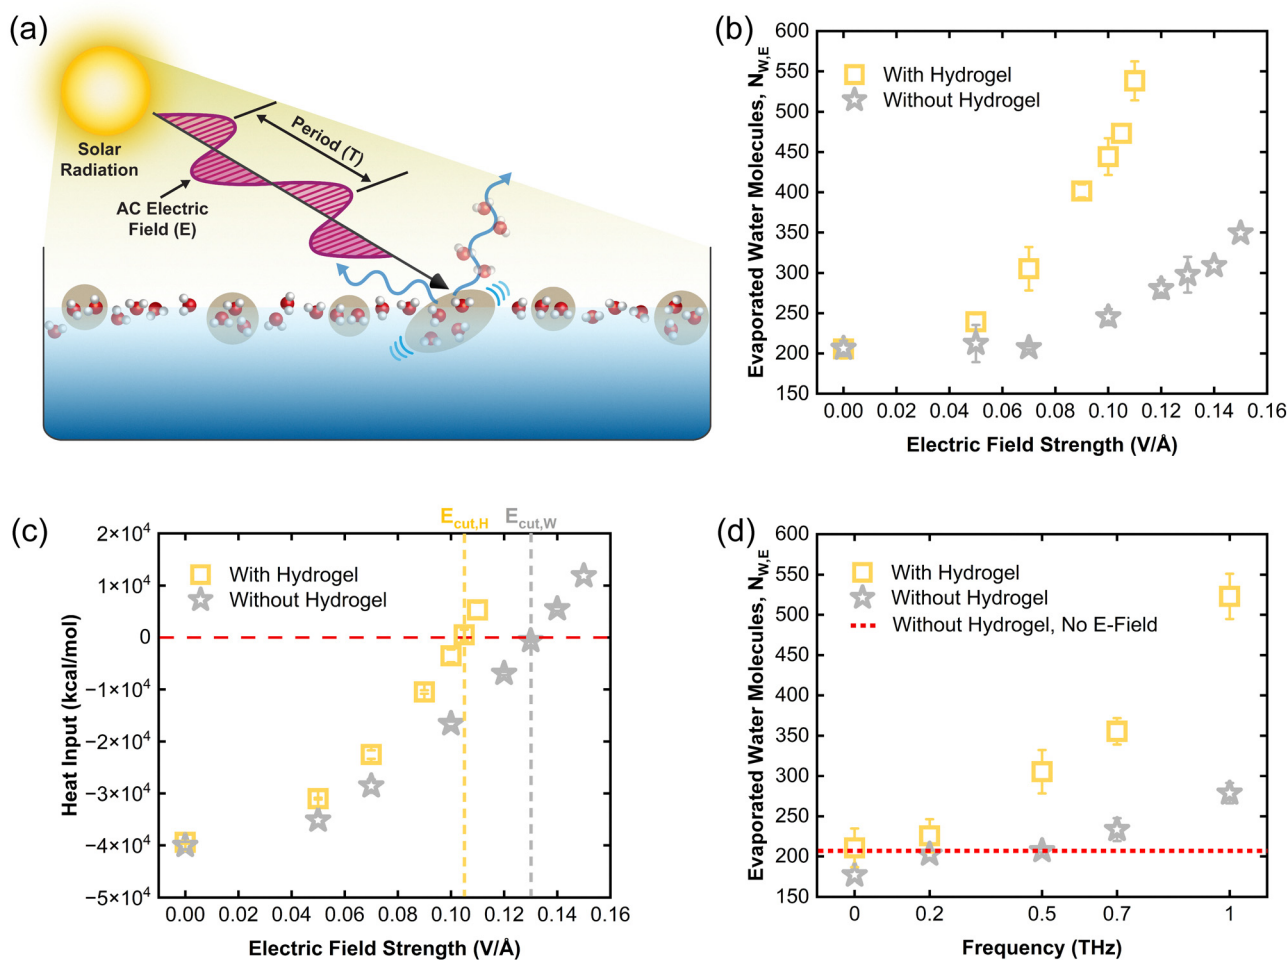 (a)
Solar
Radiation
Period (T)
AC Electric
Field (E)
(b)
Evaporated Water Molecules, N_W,E
600
550
500
450
400
350
300
250
200
150
With Hydrogel
Without Hydrogel
0.00 0.02 0.04 0.06 0.08 0.10 0.12 0.14 0.16
Electric Field Strength (V/Å)
(c)
E_cut,H E_cut,W
Heat Input (kcal/mol)
2×10⁴
1×10⁴
0
−1×10⁴
−2×10⁴
−3×10⁴
−4×10⁴
−5×10⁴
With Hydrogel
Without Hydrogel
0.00 0.02 0.04 0.06 0.08 0.10 0.12 0.14 0.16
Electric Field Strength (V/Å)
(d)
Evaporated Water Molecules, N_W,E
600
550
500
450
400
350
300
250
200
150
With Hydrogel
Without Hydrogel
Without Hydrogel, No E-Field
0 0.2 0.5 0.7 1
Frequency (THz)